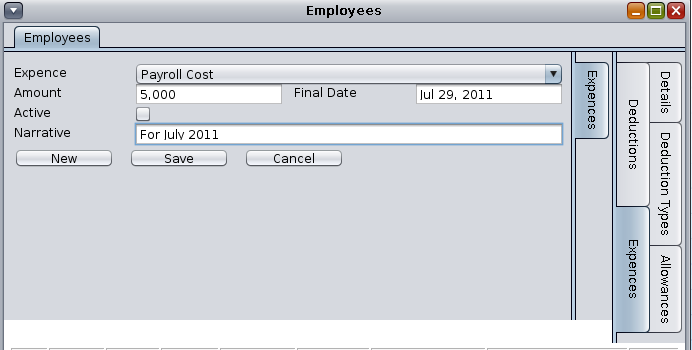 Employees
Employees
Expence Payroll Cost
Amount 5,000 Final Date Jul 29, 2011
Active
Narrative For July 2011
New Save Cancel
Expences
Deductions
Expences
Details
Deduction Types
Allowances